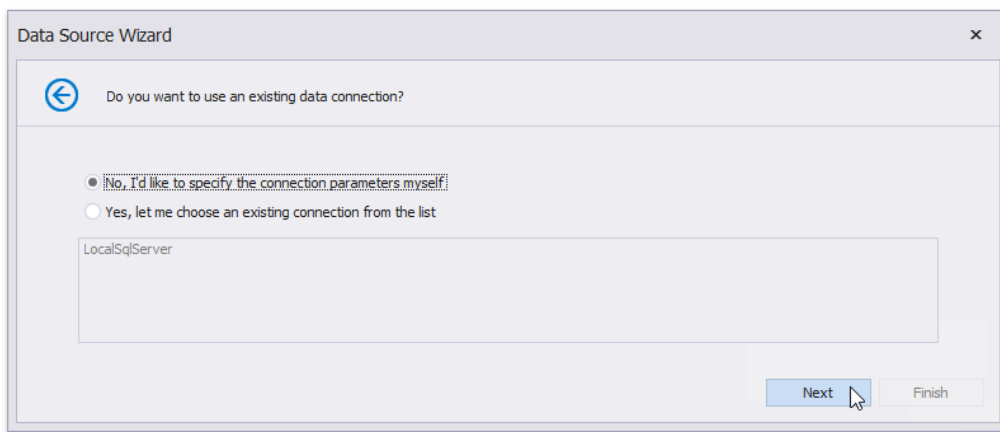 Data Source Wizard
Do you want to use an existing data connection?
No, I'd like to specify the connection parameters myself
Yes, let me choose an existing connection from the list
LocalSqlServer
Next
Finish